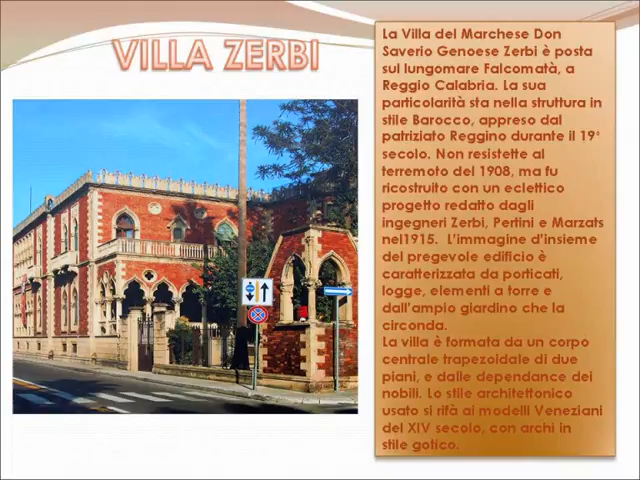 VILLA ZERBI
La Villa del Marchese Don
Saverio Genoese Zerbi è posta
sul lungomare Falcomatà, a
Reggio Calabria. La sua
particolarità sta nella struttura in
stile Barocco, appreso dal
patriziato Reggino durante il 19°
secolo. Non resistette al
terremoto del 1908, ma fu
ricostruito con un eclettico
progetto redatto dagli
ingegneri Zerbi, Pertini e Marzats
nel1915. L'immagine d'insieme
del pregevole edificio è
caratterizzata da porticati,
logge, elementi a torre e
dall'ampio giardino che la
circonda.
La villa è formata da un corpo
centrale trapezoidale di due
piani, e dalle dependance dei
nobili. Lo stile architettonico
usato si rifà ai modelli Veneziani
del XIV secolo, con archi in
stile gotico.